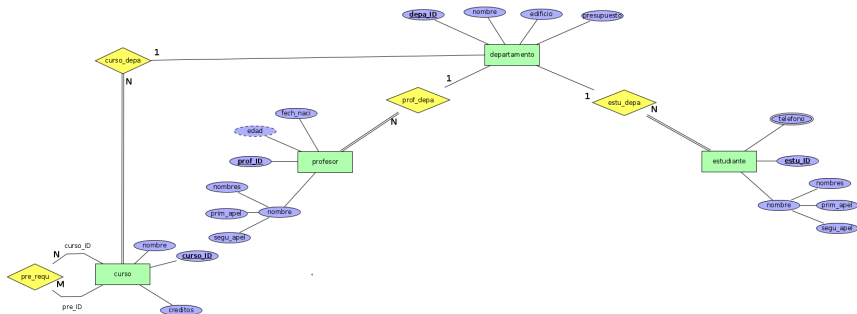 depa_ID
nombre
edificio
presupuesto
departamento
curso_depa
1
N
1
prof_depa
N
1
estu_depa
N
fech_naci
edad
prof_ID
profesor
nombres
prim_apel
nombre
segu_apel
telefono
estudiante
estu_ID
nombres
nombre
prim_apel
segu_apel
curso_ID
nombre
curso_ID
N
pre_requ
M
curso
pre_ID
creditos